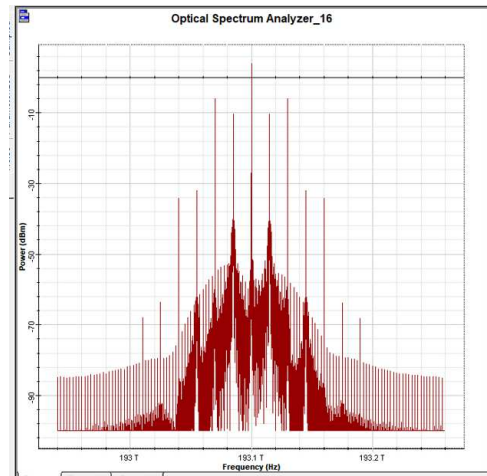 Optical Spectrum Analyzer_16
Power (dBm)
-10
-30
-50
-70
-90
193 T
193.1 T
193.2 T
Frequency (Hz)